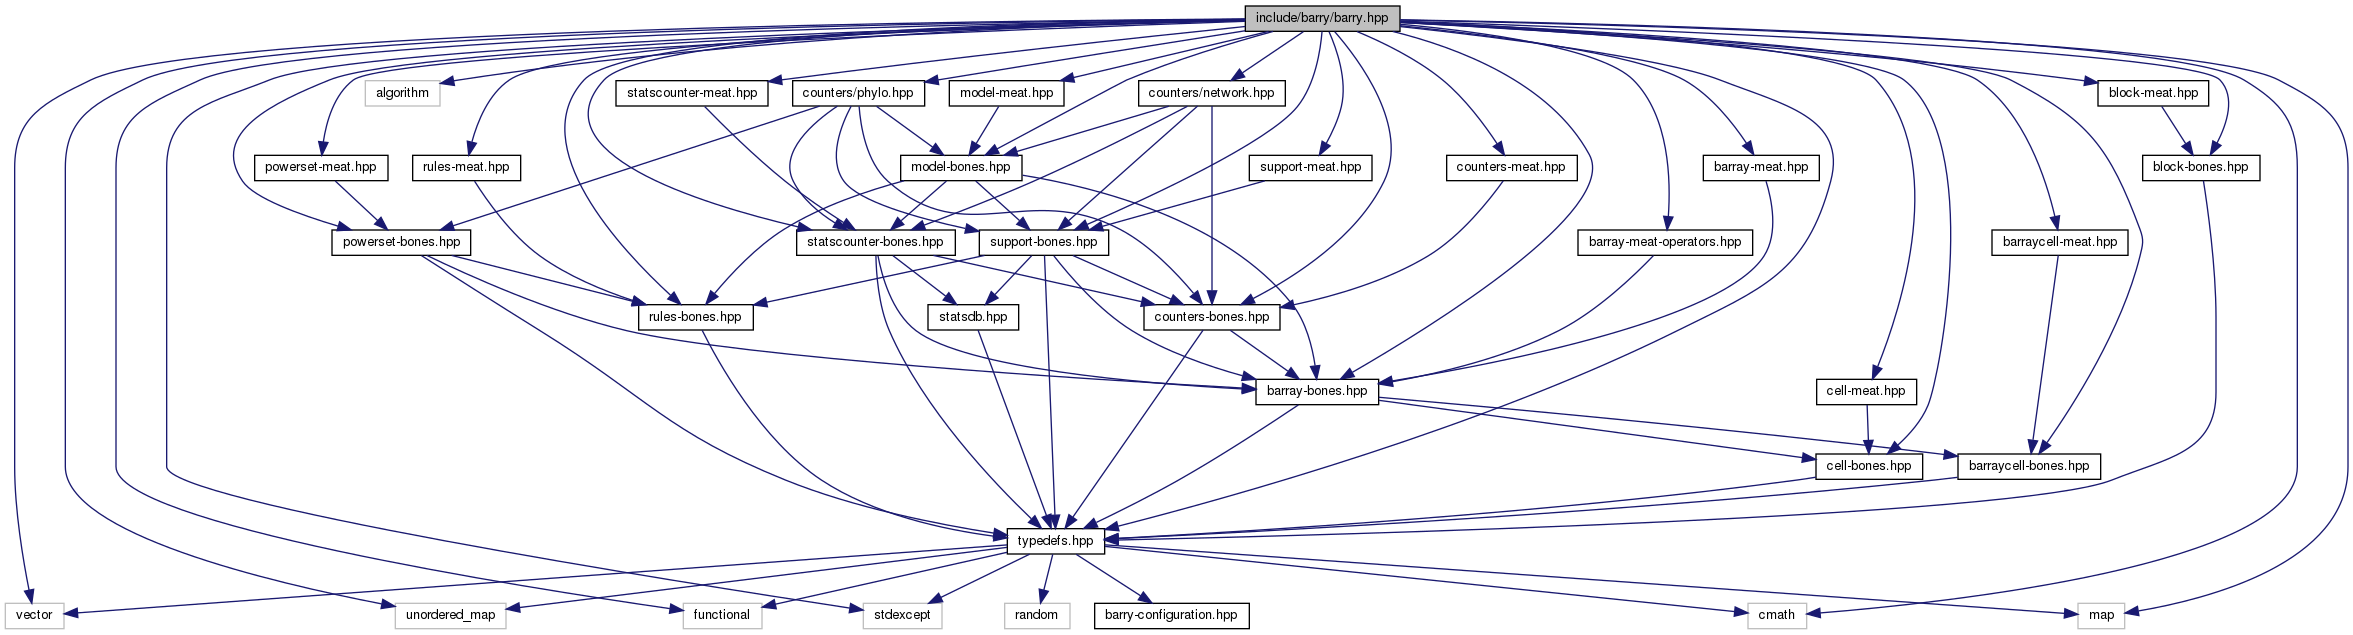 include/barry/barry.hpp
algorithm
statscounter-meat.hpp
counters/phylo.hpp
model-meat.hpp
counters/network.hpp
block-meat.hpp
powerset-meat.hpp
rules-meat.hpp
model-bones.hpp
support-meat.hpp
counters-meat.hpp
barray-meat.hpp
block-bones.hpp
powerset-bones.hpp
statscounter-bones.hpp
support-bones.hpp
barray-meat-operators.hpp
barraycell-meat.hpp
rules-bones.hpp
statsdb.hpp
counters-bones.hpp
barray-bones.hpp
cell-meat.hpp
cell-bones.hpp
barraycell-bones.hpp
typedefs.hpp
vector
unordered_map
functional
stdexcept
random
barry-configuration.hpp
cmath
map